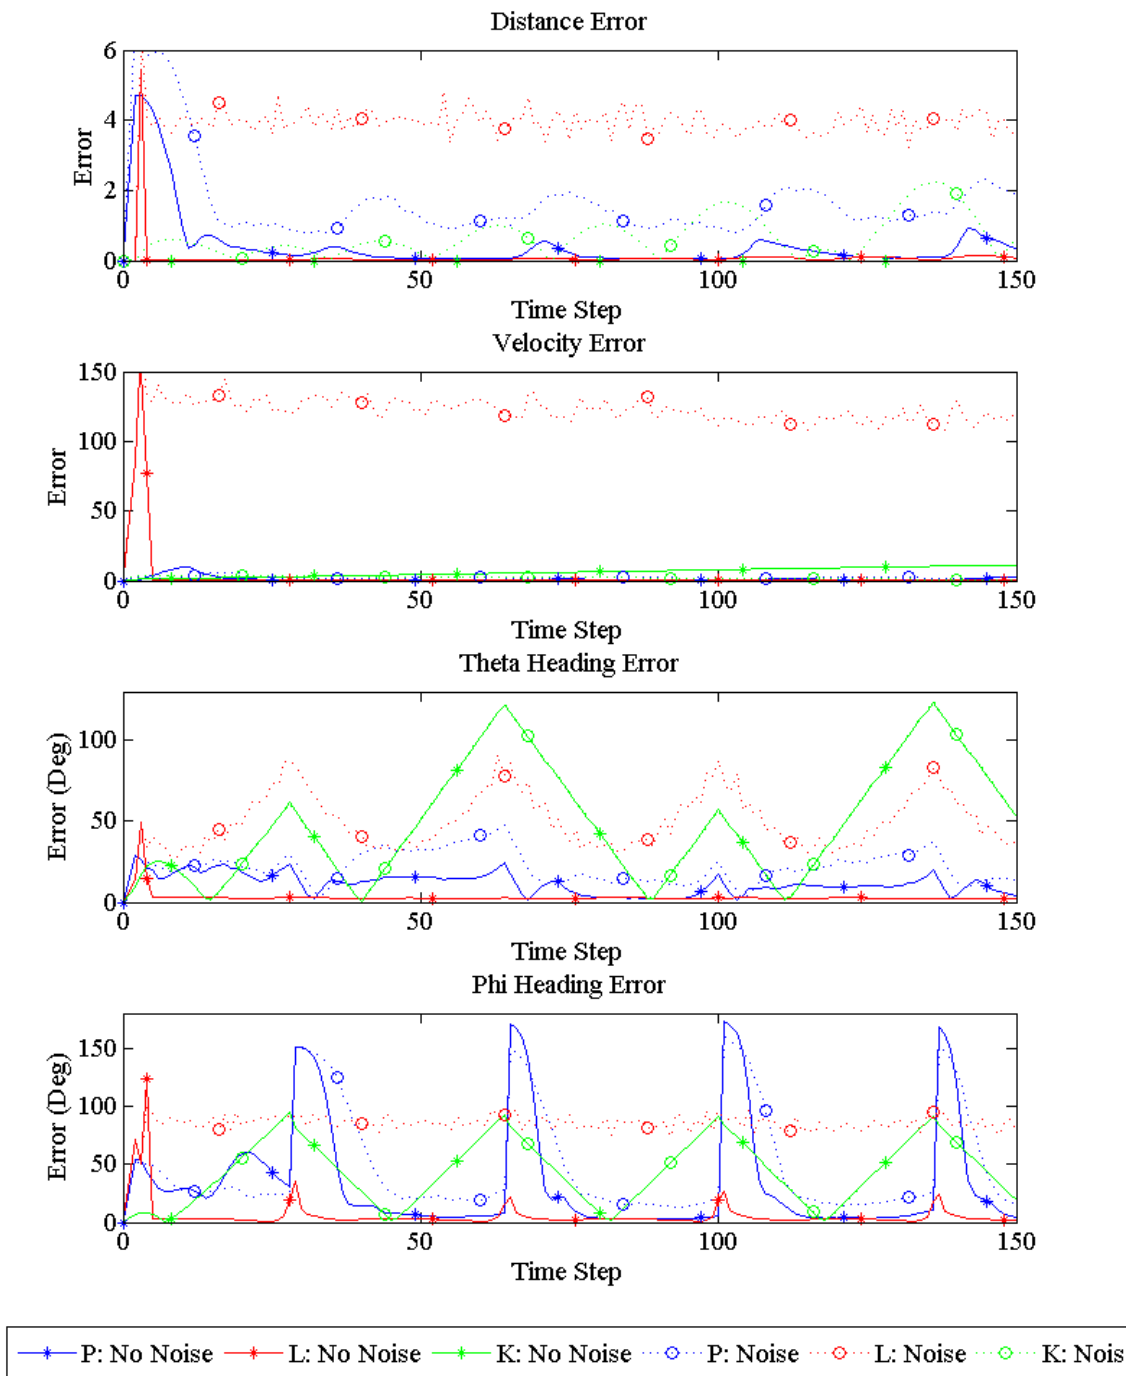 Distance Error
6
4
2
0
Error
0
50
100
150
Time Step
Velocity Error
150
100
50
0
Error
0
50
100
150
Time Step
Theta Heading Error
100
50
0
Error (Deg)
0
50
100
150
Time Step
Phi Heading Error
150
100
50
0
Error (Deg)
0
50
100
150
Time Step
P: No Noise L: No Noise K: No Noise P: Noise L: Noise K: Nois